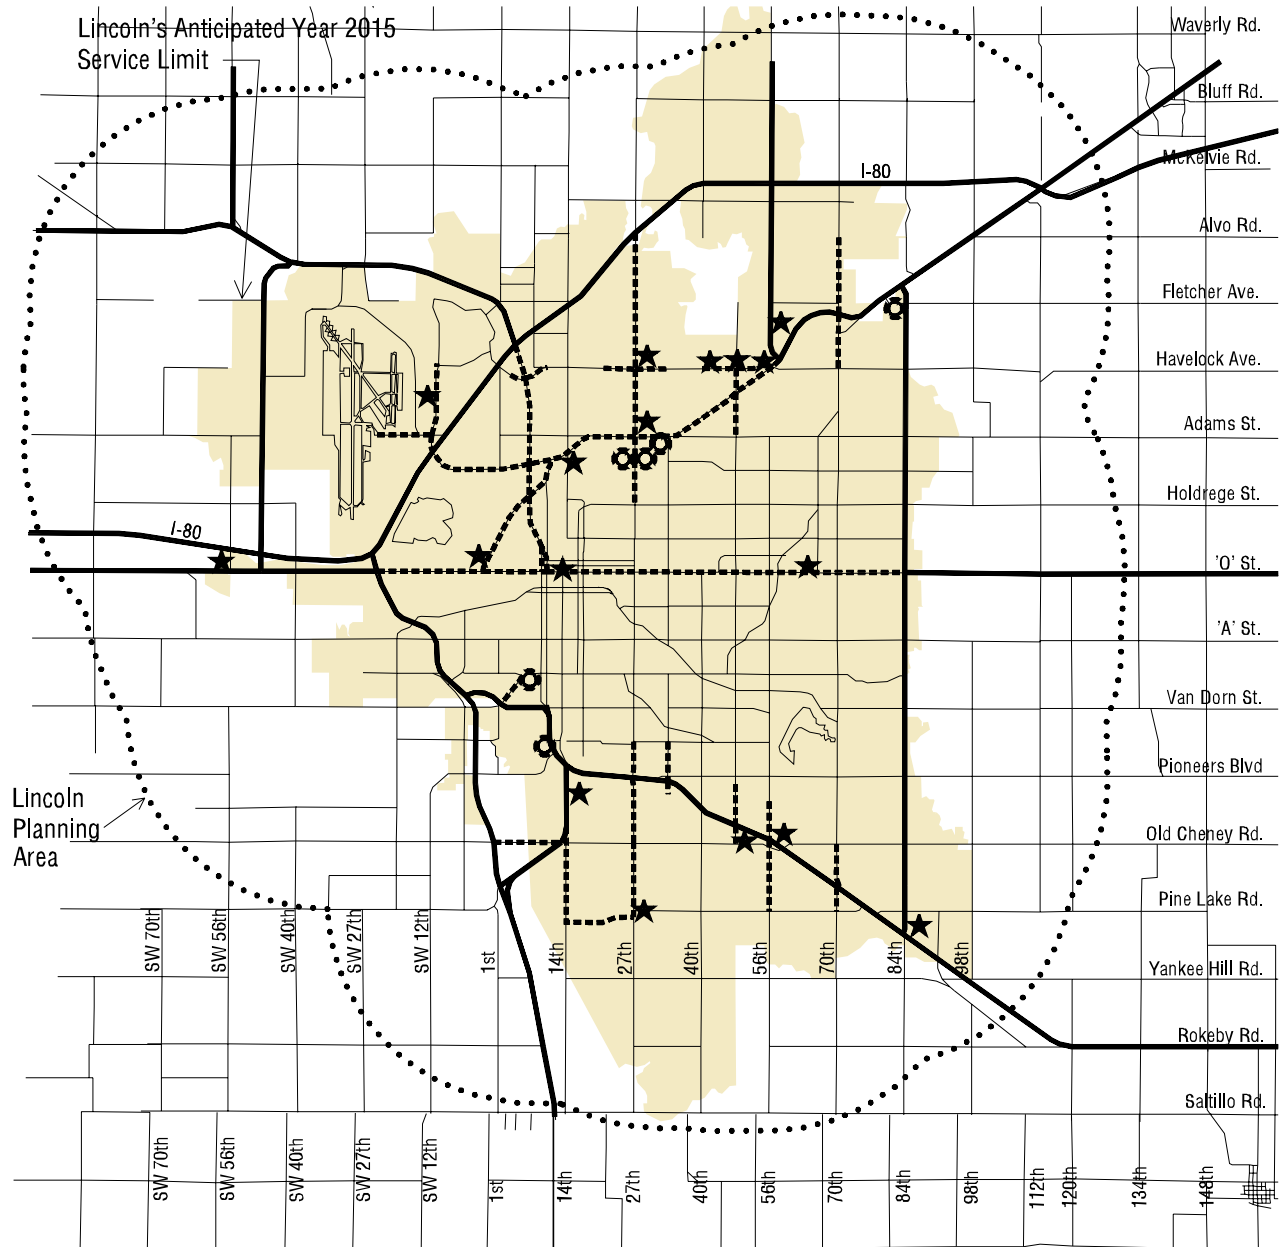 Lincoln's Anticipated Year 2015
Service Limit
Waverly Rd.
Bluff Rd.
McKelvie Rd.
I-80
Alvo Rd.
Fletcher Ave.
Havelock Ave.
Adams St.
Holdrege St.
I-80
'O' St.
'A' St.
Van Dorn St.
Pioneers Blvd
Lincoln
Planning
Area
Old Cheney Rd.
Pine Lake Rd.
SW 70th
SW 56th
SW 40th
SW 27th
SW 12th
1st
14th
27th
40th
56th
70th
84th
98th
Yankee Hill Rd.
Rokeby Rd.
Saltillo Rd.
SW 70th
SW 56th
SW 40th
SW 27th
SW 12th
1st
14th
27th
40th
56th
70th
84th
98th
112th
120th
134th
148th